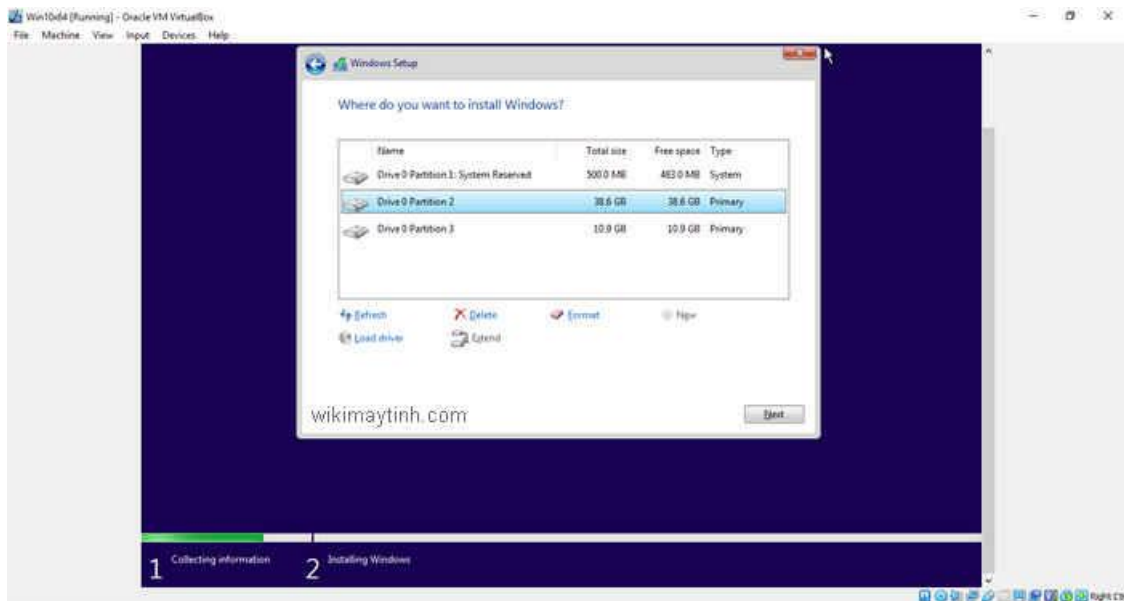 Win10x64 [Running] - Oracle VM VirtualBox
File Machine View Input Devices Help
Windows Setup
Where do you want to install Windows?
Name Total size Free space Type
Drive 0 Partition 1: System Reserved 500.0 MB 463.0 MB System
Drive 0 Partition 2 38.6 GB 38.6 GB Primary
Drive 0 Partition 3 10.9 GB 10.9 GB Primary
Refresh Delete Format New
Load driver Extend
wikimaytinh.com
Next
1 Collecting information 2 Installing Windows
Right Ct